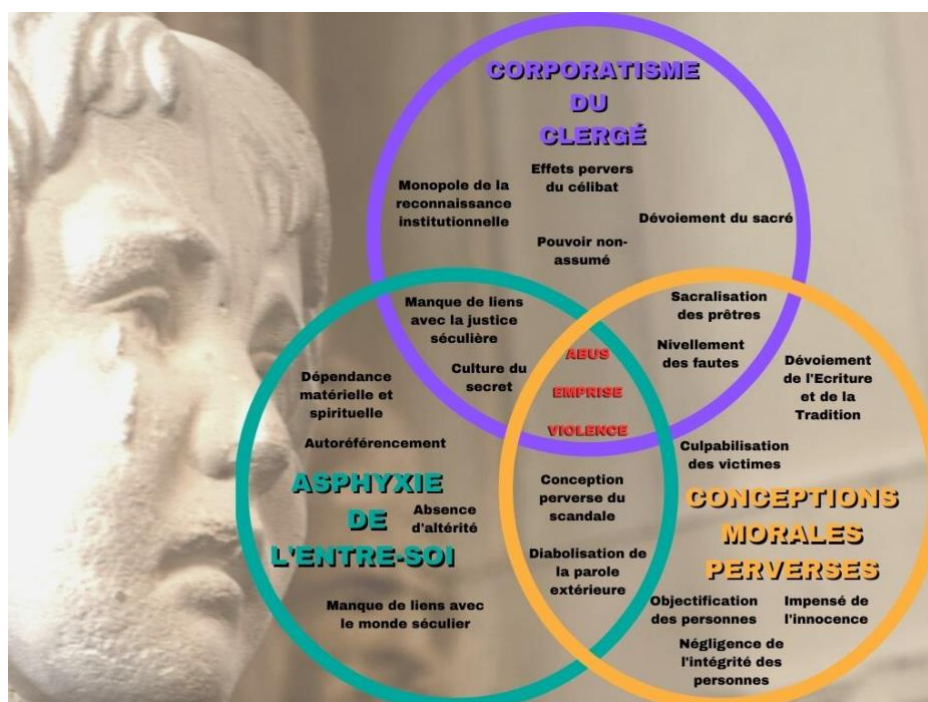 CORPORATISME
DU
CLERGÉ
Effets pervers
du célibat
Monopole de la
reconnaissance
institutionnelle
Dévoiement du sacré
Pouvoir non-
assumé
Manque de liens
avec la justice
séculière
Culture du
secret
Sacralisation
des prêtres
Nivellement
des fautes
ABUS
EMPRISE
VIOLENCE
Dépendance
matérielle et
spirituelle
Autoréférencement
ASPHYXIE
DE
L'ENTRE-SOI
Absence
d'altérité
Manque de liens avec
le monde séculier
Conception
perverse du
scandale
Diabolisation de
la parole
extérieure
Dévoiement
de l'Ecriture
et de la
Tradition
Culpabilisation
des victimes
CONCEPTIONS
MORALES
PERVERSES
Objectification
des personnes
Impensé de
l'innocence
Négligence de
l'intégrité des
personnes